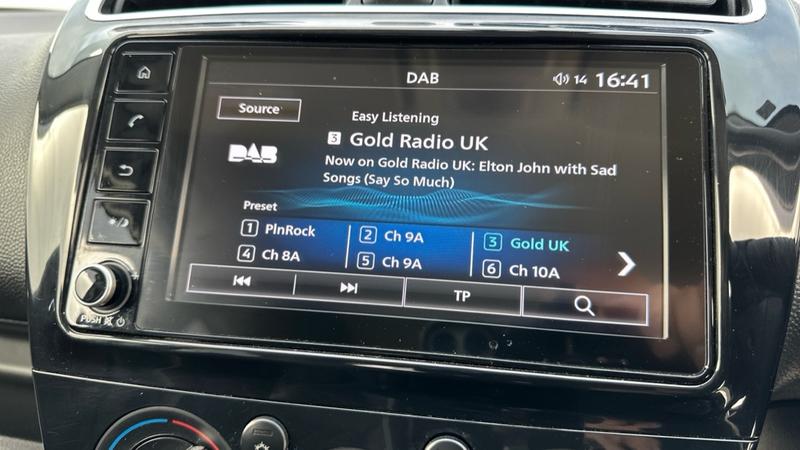 DAB
14 16:41
Source
Easy Listening
3 Gold Radio UK
DAB
Now on Gold Radio UK: Elton John with Sad
Songs (Say So Much)
Preset
1 PlnRock
2 Ch 9A
3 Gold UK
4 Ch 8A
5 Ch 9A
6 Ch 10A
TP
PUSH